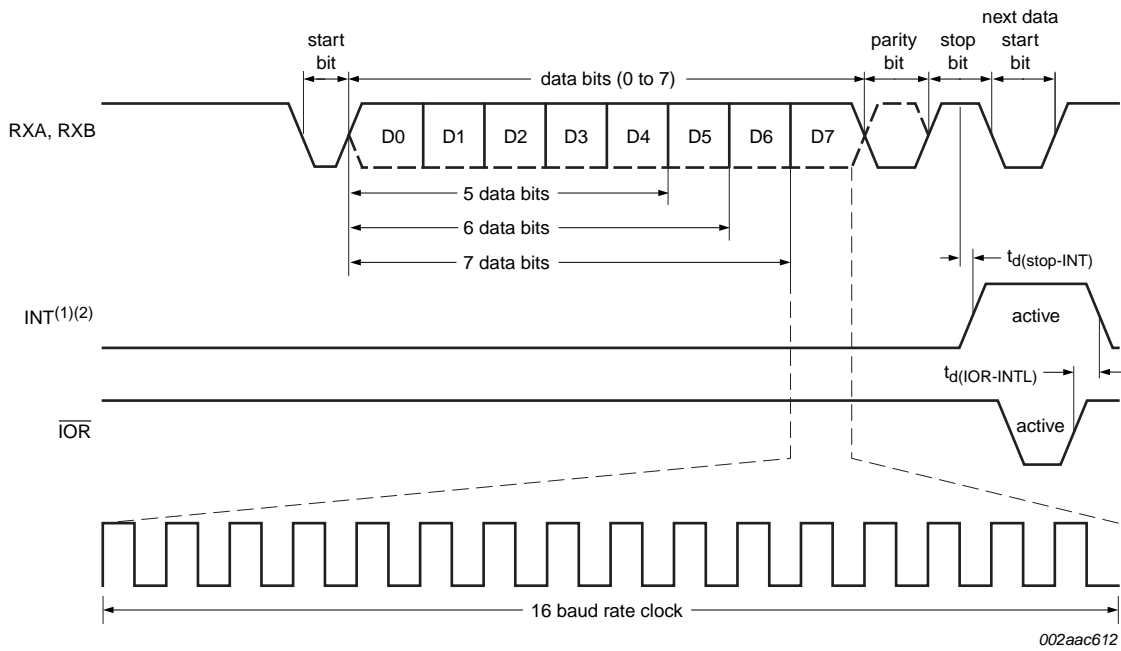 next data
start bit
parity bit
stop bit
start bit
data bits (0 to 7)
RXA, RXB
D0 D1 D2 D3 D4 D5 D6 D7
5 data bits
6 data bits
7 data bits
td(stop-INT)
INT(1)(2)
active
td(IOR-INTL)
IOR
active
16 baud rate clock
002aac612